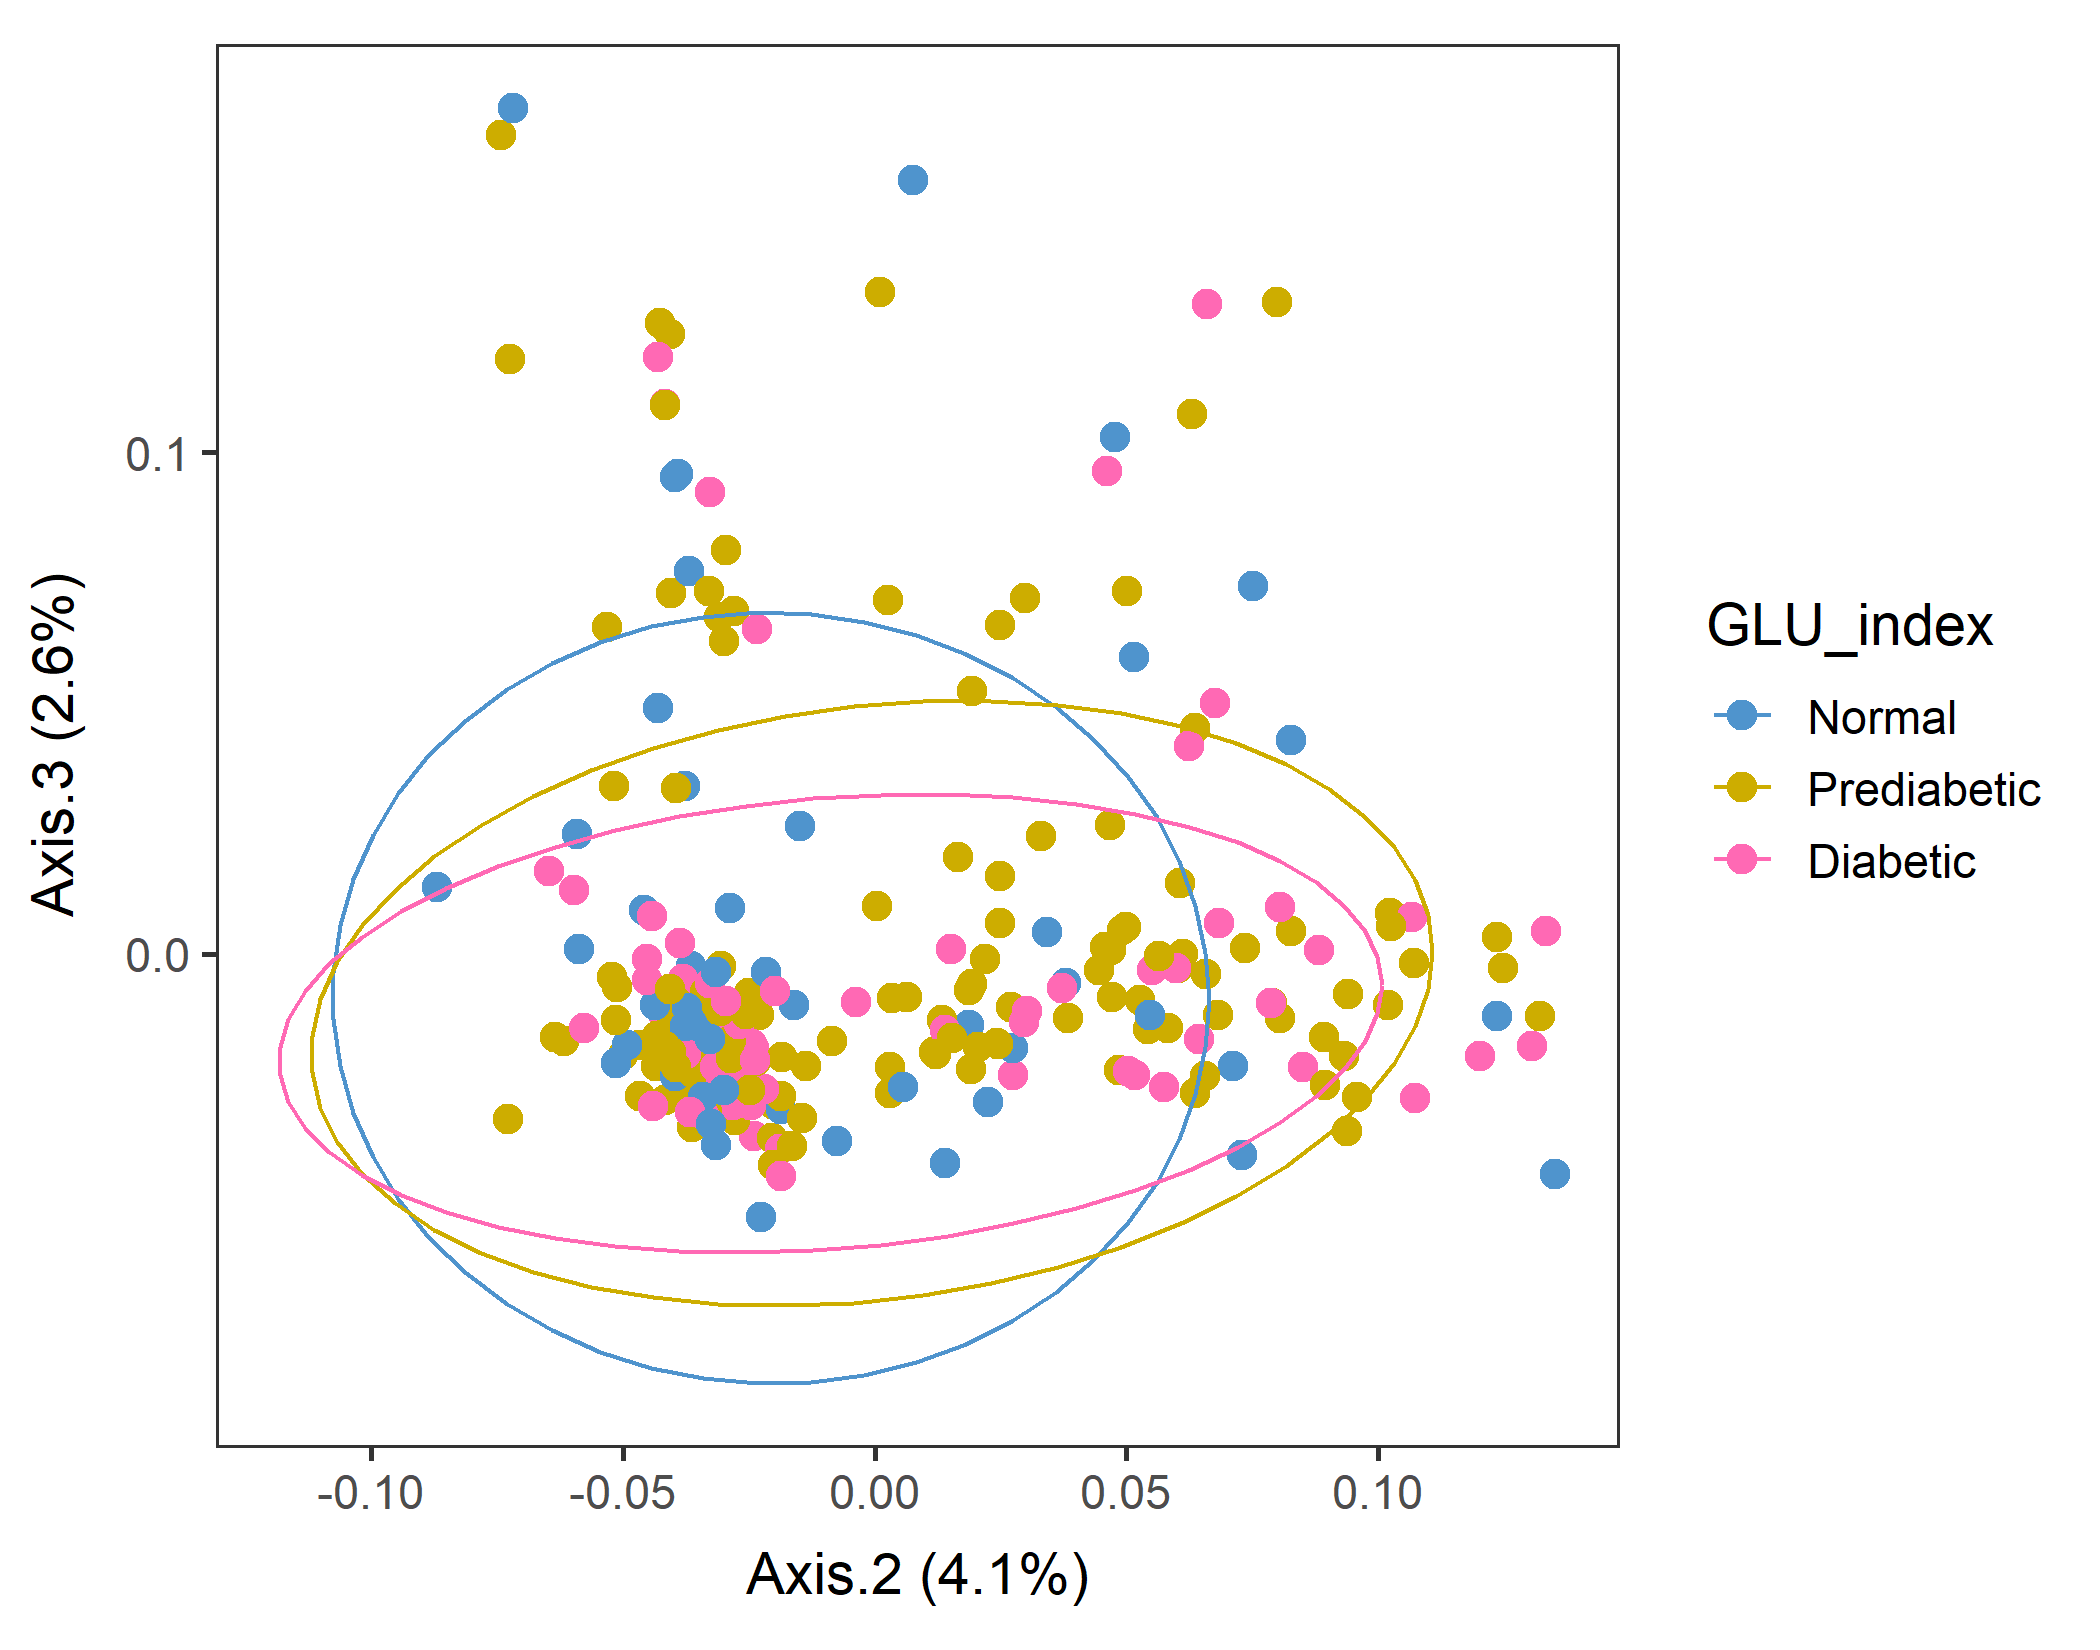 0.1
0.0
Axis.3 (2.6%)
-0.10
-0.05
0.00
0.05
0.10
Axis.2 (4.1%)
GLU_index
Normal
Prediabetic
Diabetic